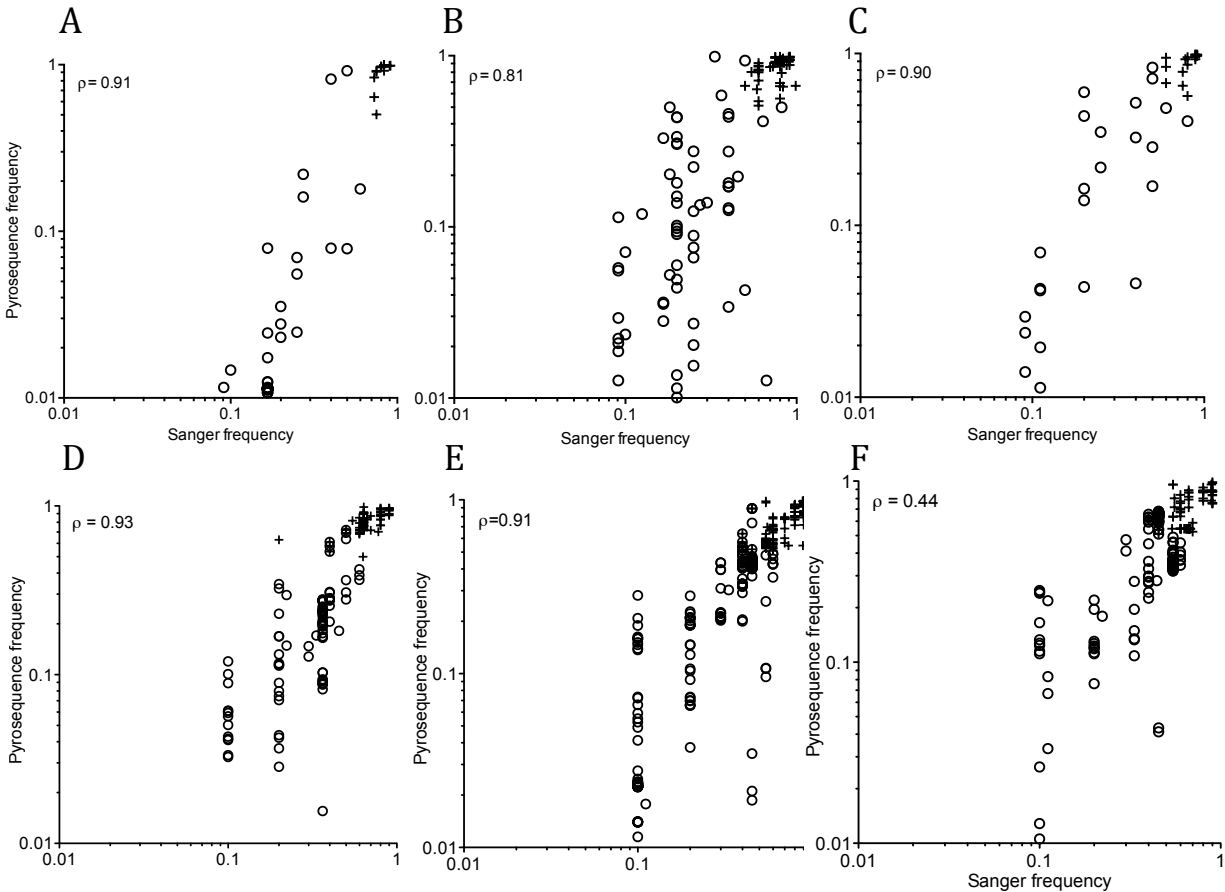 A
B
C
ρ = 0.91
ρ = 0.81
ρ = 0.90
1
0.1
0.01
Pyrosequence frequency
0.01
0.1
1
Sanger frequency
1
0.1
0.01
0.01
0.1
1
Sanger frequency
1
0.1
0.01
0.01
0.1
1
Sanger frequency
D
E
F
ρ = 0.93
ρ=0.91
ρ = 0.44
1
0.1
0.01
Pyrosequence frequency
0.01
0.1
1
1
0.1
0.01
Pyrosequence frequency
0.01
0.1
1
0.1
0.01
Pyrosequence frequency
0.01
0.1
1
Sanger frequency